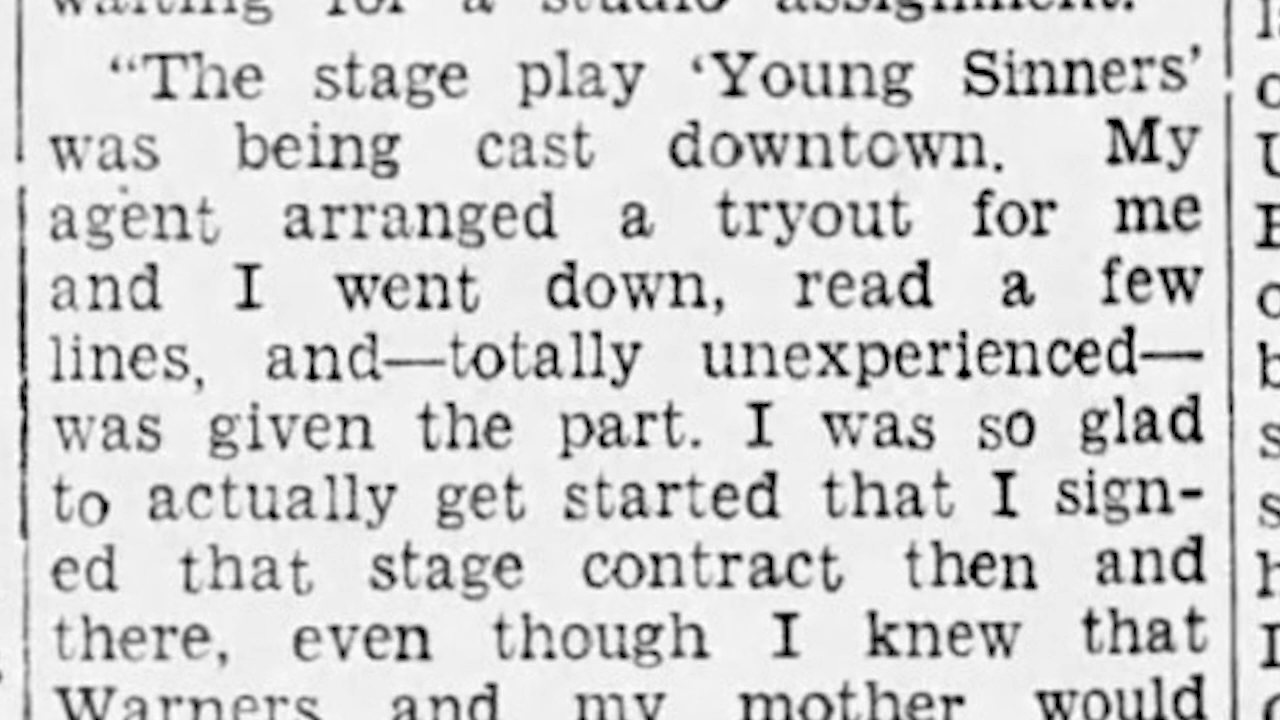 waiting for a studio assignment.
“The stage play ‘Young Sinners’
was being cast downtown. My
agent arranged a tryout for me
and I went down, read a few
lines, and—totally unexperienced—
was given the part. I was so glad
to actually get started that I sign-
ed that stage contract then and
there, even though I knew that
Warners and my mother would